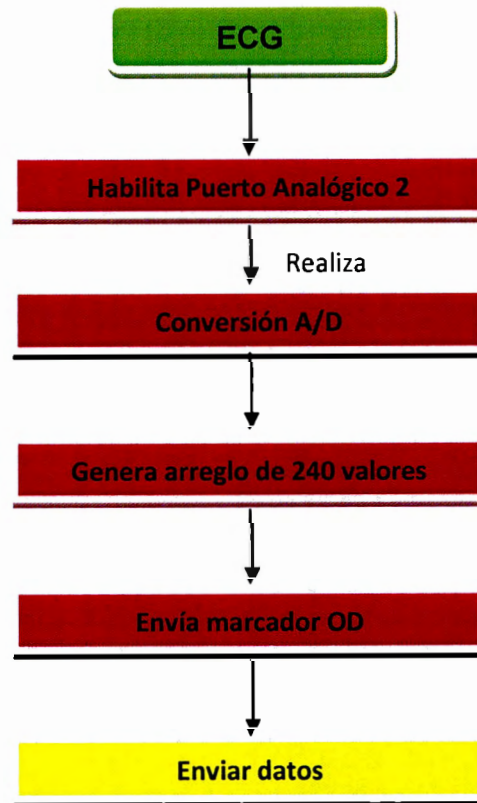 ECG
Habilita Puerto Analógico 2
Realiza
Conversión A/D
Genera arreglo de 240 valores
Envía marcador OD
Enviar datos